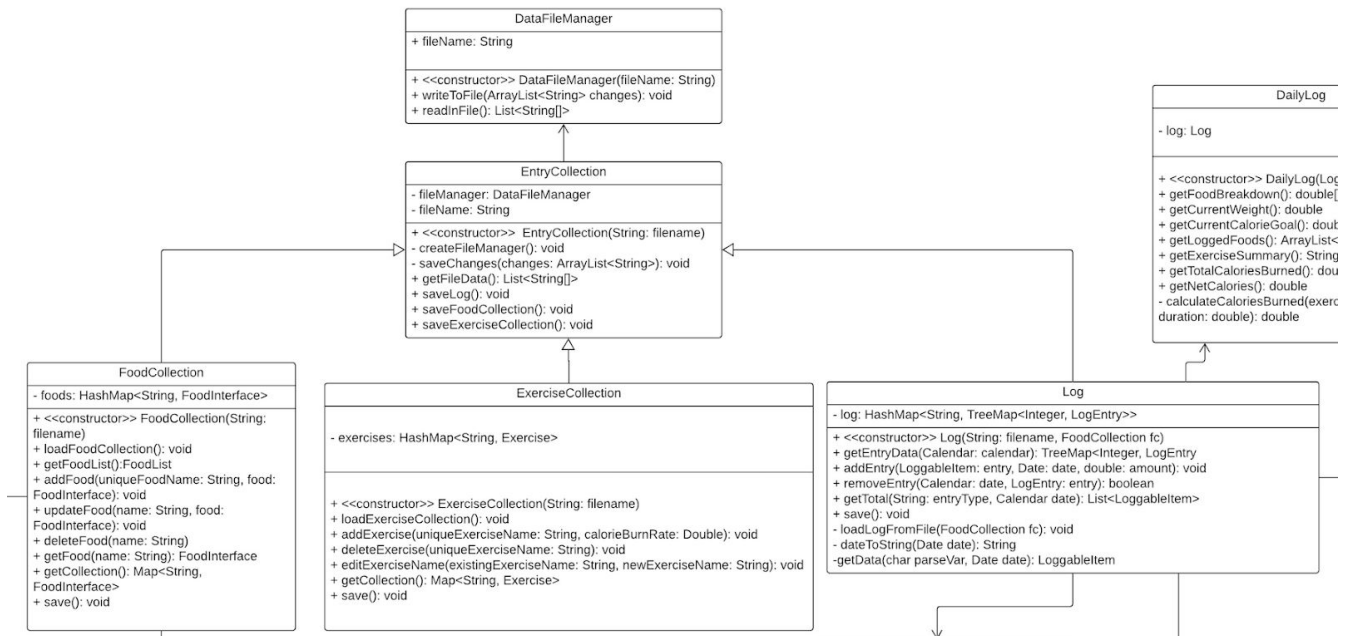 DataFileManager
+ fileName: String
+ <<constructor>> DataFileManager(fileName: String)
+ writeToFile(ArrayList<String> changes): void
+ readInFile(): List<String[]>
EntryCollection
- fileManager: DataFileManager
- fileName: String
+ <<constructor>> EntryCollection(String: filename)
- createFileManager(): void
- saveChanges(changes: ArrayList<String>): void
+ getFileData(): List<String[]>
+ saveLog(): void
+ saveFoodCollection(): void
+ saveExerciseCollection(): void
DailyLog
- log: Log
+ <<constructor>> DailyLog(Log
+ getFoodBreakdown(): double[
+ getCurrentWeight(): double
+ getCurrentCalorieGoal(): doub
+ getLoggedFoods(): ArrayList<
+ getExerciseSummary(): String
+ getTotalCaloriesBurned(): dou
+ getNetCalories(): double
- calculateCaloriesBurned(exerc
duration: double): double
FoodCollection
- foods: HashMap<String, FoodInterface>
+ <<constructor>> FoodCollection(String:
filename)
+ loadFoodCollection(): void
+ getFoodList():FoodList
+ addFood(uniqueFoodName: String, food:
FoodInterface): void
+ updateFood(name: String, food:
FoodInterface): void
+ deleteFood(name: String)
+ getFood(name: String): FoodInterface
+ getCollection(): Map<String,
FoodInterface>
+ save(): void
ExerciseCollection
- exercises: HashMap<String, Exercise>
+ <<constructor>> ExerciseCollection(String: filename)
+ loadExerciseCollection(): void
+ addExercise(uniqueExerciseName: String, calorieBurnRate: Double): void
+ deleteExercise(uniqueExerciseName: String): void
+ editExerciseName(existingExerciseName: String, newExerciseName: String): void
+ getCollection(): Map<String, Exercise>
+ save(): void
Log
- log: HashMap<String, TreeMap<Integer, LogEntry>>
+ <<constructor>> Log(String: filename, FoodCollection fc)
+ getEntryData(Calendar: calendar): TreeMap<Integer, LogEntry
+ addEntry(LoggableItem: entry, Date: date, double: amount): void
+ removeEntry(Calendar: date, LogEntry: entry): boolean
+ getTotal(String: entryType, Calendar date): List<LoggableItem>
+ save(): void
- loadLogFromFile(FoodCollection fc): void
- dateToString(Date date): String
-getData(char parseVar, Date date): LoggableItem